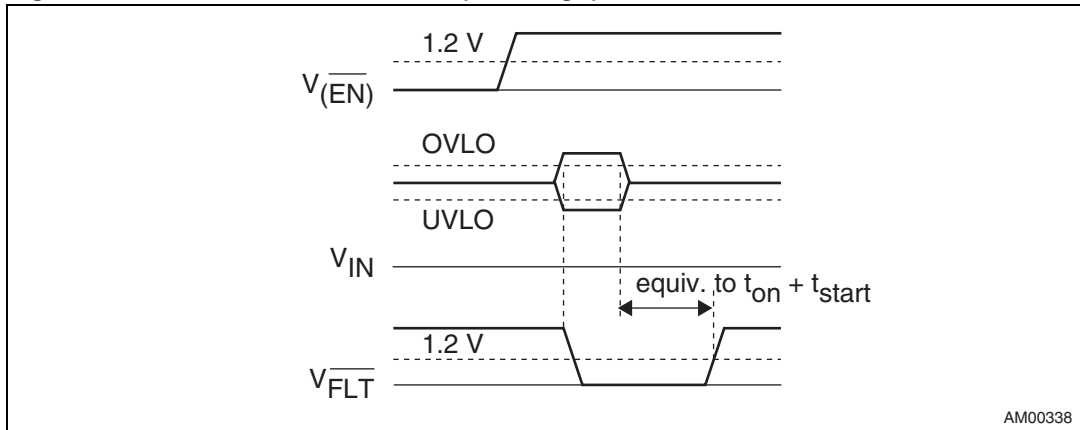 1.2 V
V(EN)
OVLO
UVLO
VIN
equiv. to ton + tstart
1.2 V
VFLT
AM00338